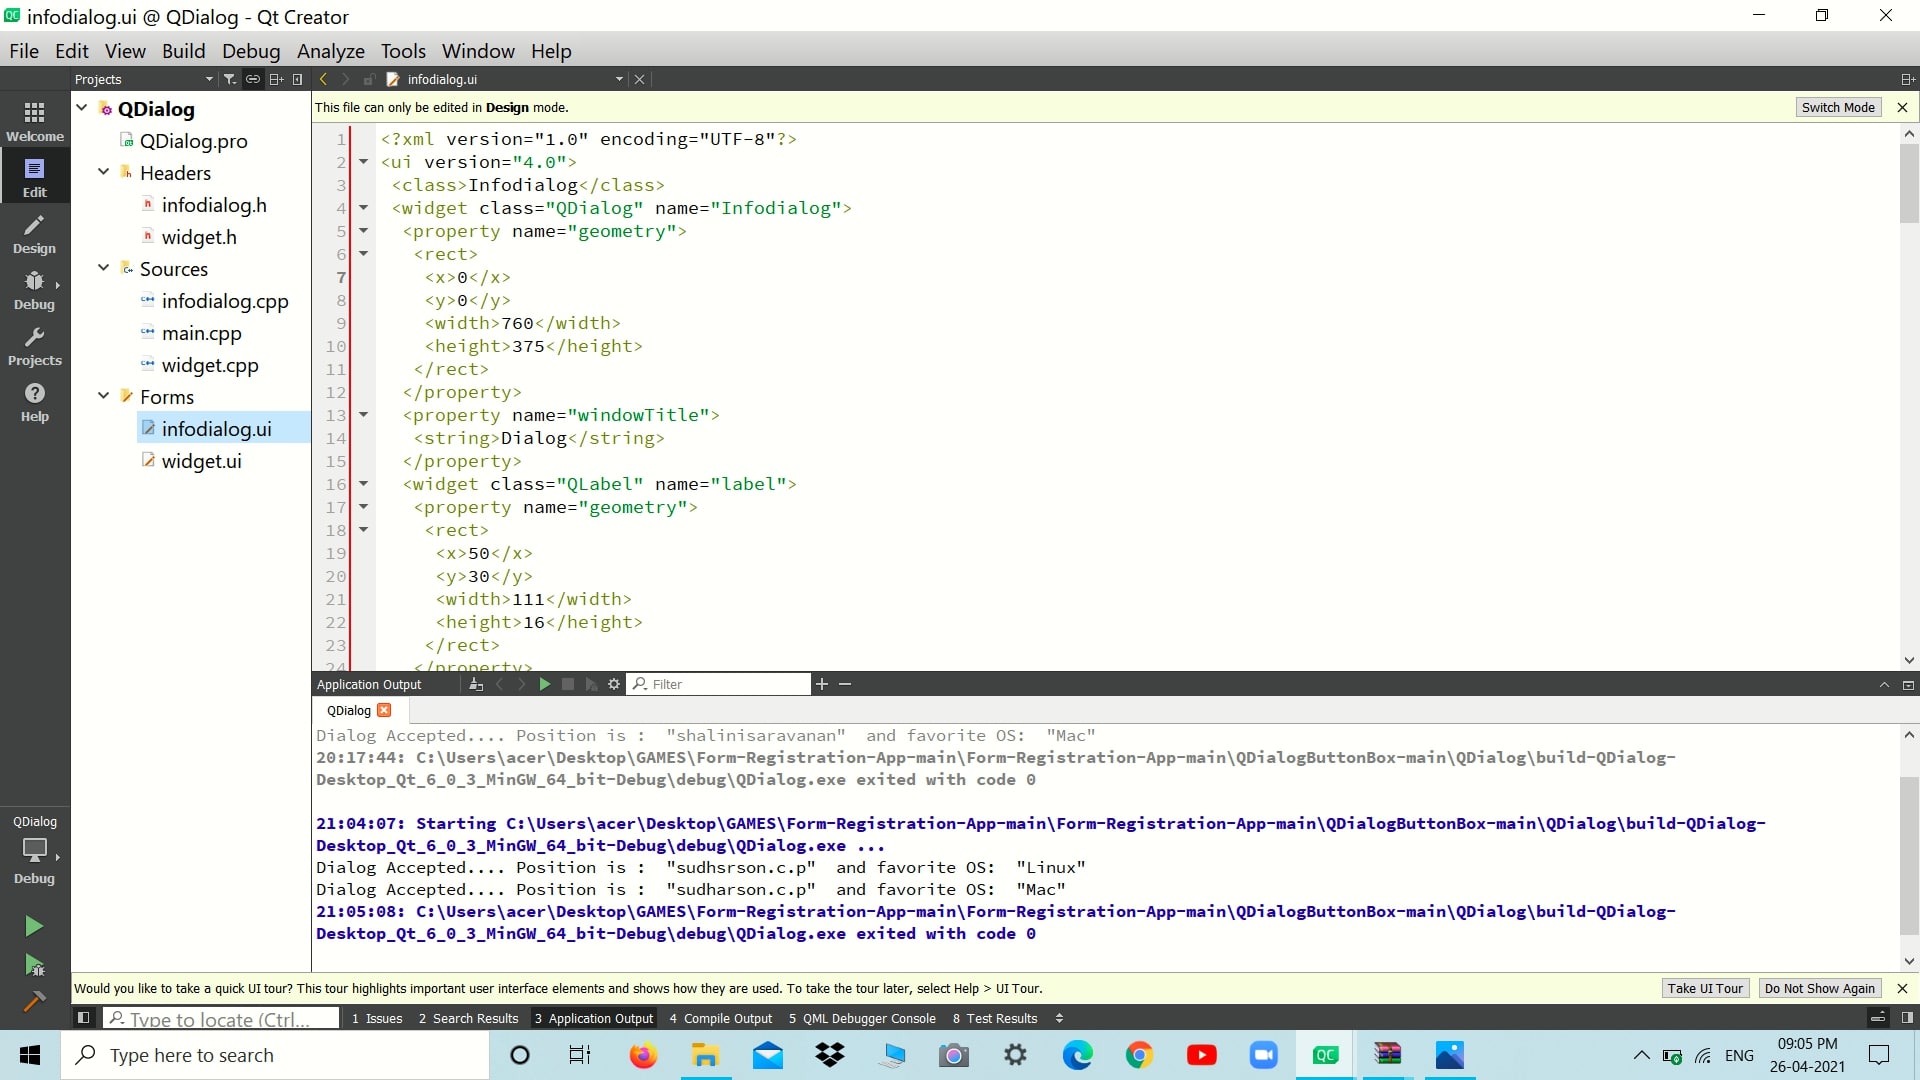 infodialog.ui @ QDialog - Qt Creator
File Edit View Build Debug Analyze Tools Window Help
Projects
infodialog.ui
Welcome
Edit
Design
Debug
Projects
Help
QDialog
QDialog.pro
Headers
infodialog.h
widget.h
Sources
infodialog.cpp
main.cpp
widget.cpp
Forms
infodialog.ui
widget.ui
This file can only be edited in Design mode.
Switch Mode
1 <?xml version="1.0" encoding="UTF-8"?>
2 <ui version="4.0">
3 <class>Infodialog</class>
4 <widget class="QDialog" name="Infodialog">
5 <property name="geometry">
6 <rect>
7 <x>0</x>
8 <y>0</y>
9 <width>760</width>
10 <height>375</height>
11 </rect>
12 </property>
13 <property name="windowTitle">
14 <string>Dialog</string>
15 </property>
16 <widget class="QLabel" name="label">
17 <property name="geometry">
18 <rect>
19 <x>50</x>
20 <y>30</y>
21 <width>111</width>
22 <height>16</height>
23 </rect>
24 </property>
Application Output
Filter
QDialog
Dialog Accepted.... Position is : "shalinisaravanan" and favorite OS: "Mac"
20:17:44: C:\Users\acer\Desktop\GAMES\Form-Registration-App-main\Form-Registration-App-main\QDialogButtonBox-main\QDialog\build-QDialog-
Desktop_Qt_6_0_3_MinGW_64_bit-Debug\debug\QDialog.exe exited with code 0
21:04:07: Starting C:\Users\acer\Desktop\GAMES\Form-Registration-App-main\Form-Registration-App-main\QDialogButtonBox-main\QDialog\build-QDialog-
Desktop_Qt_6_0_3_MinGW_64_bit-Debug\debug\QDialog.exe ...
Dialog Accepted.... Position is : "sudhsrson.c.p" and favorite OS: "Linux"
Dialog Accepted.... Position is : "sudharson.c.p" and favorite OS: "Mac"
21:05:08: C:\Users\acer\Desktop\GAMES\Form-Registration-App-main\Form-Registration-App-main\QDialogButtonBox-main\QDialog\build-QDialog-
Desktop_Qt_6_0_3_MinGW_64_bit-Debug\debug\QDialog.exe exited with code 0
QDialog
Debug
Would you like to take a quick UI tour? This tour highlights important user interface elements and shows how they are used. To take the tour later, select Help > UI Tour.
Take UI Tour
Do Not Show Again
Type to locate (Ctrl...
1 Issues 2 Search Results 3 Application Output 4 Compile Output 5 QML Debugger Console 8 Test Results
Type here to search
QC
ENG
09:05 PM
26-04-2021